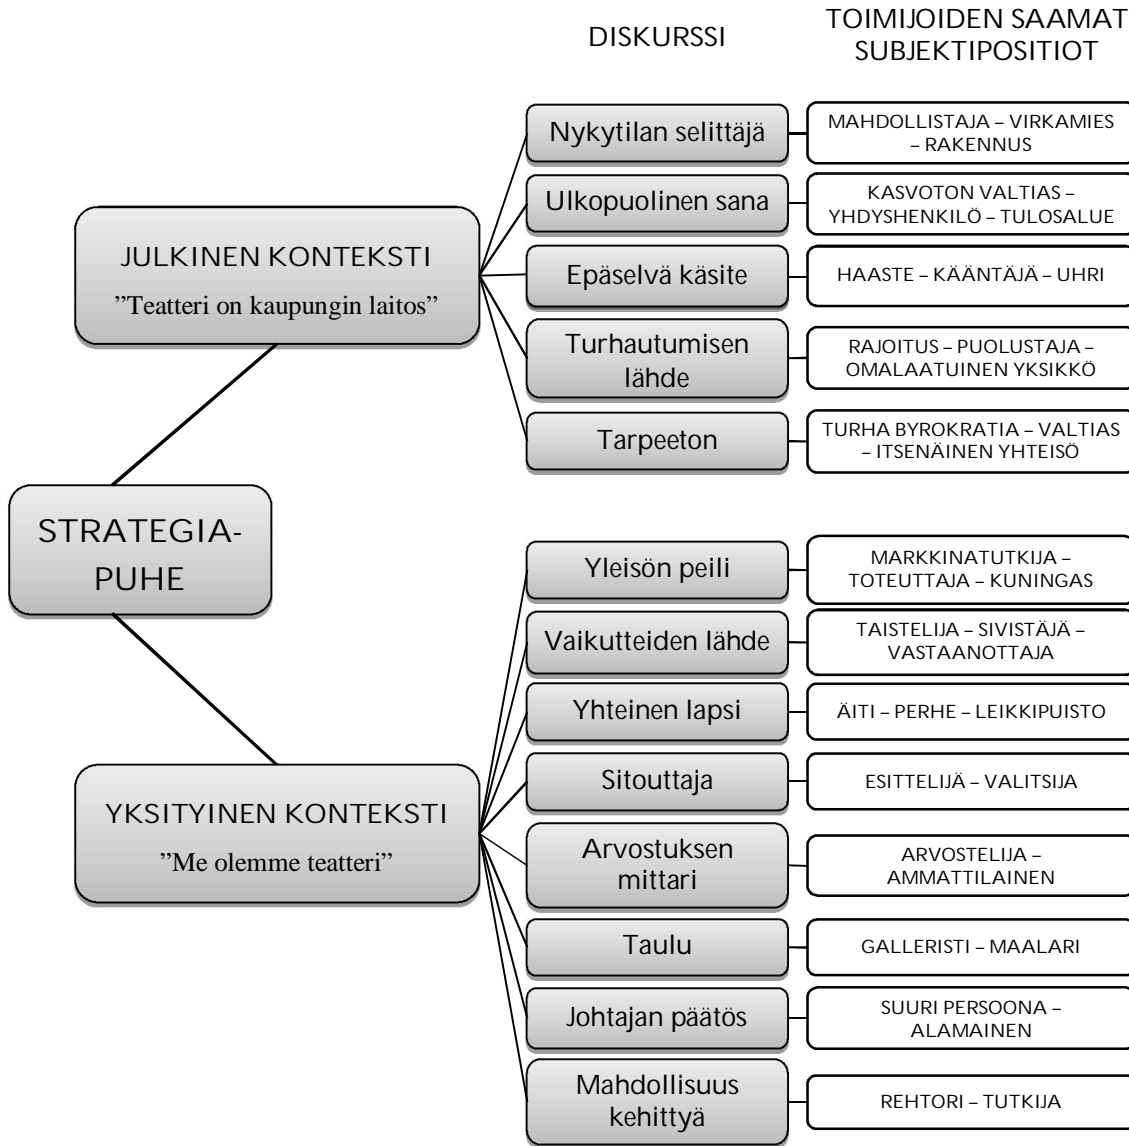 DISKURSSI
TOIMIJOIDEN SAAMAT
SUBJEKTIPOSITIOT
STRATEGIA-
PUHE
JULKINEN KONTEKSTI
”Teatteri on kaupungin laitos”
Nykytilan selittäjä
MAHDOLLISTAJA – VIRKAMIES
– RAKENNUS
Ulkopuolinen sana
KASVOTON VALTIAS –
YHDYSHENKILÖ – TULOSALUE
Epäselvä käsite
HAASTE – KÄÄNTÄJÄ – UHRI
Turhautumisen
lähde
RAJOITUS – PUOLUSTAJA –
OMALAATUINEN YKSIKKÖ
Tarpeeton
TURHA BYROKRATIA – VALTIAS
– ITSENÄINEN YHTEISÖ
YKSITYINEN KONTEKSTI
”Me olemme teatteri”
Yleisön peili
MARKKINATUTKIJA –
TOTEUTTAJA – KUNINGAS
Vaikutteiden lähde
TAISTELIJA – SIVISTÄJÄ –
VASTAANOTTAJA
Yhteinen lapsi
ÄITI – PERHE – LEIKKIPUISTO
Sitouttaja
ESITTELIJÄ – VALITSIJA
Arvostuksen
mittari
ARVOSTELIJA –
AMMATTILAINEN
Taulu
GALLERISTI – MAALARI
Johtajan päätös
SUURI PERSOONA –
ALAMAINEN
Mahdollisuus
kehittyä
REHTORI – TUTKIJA